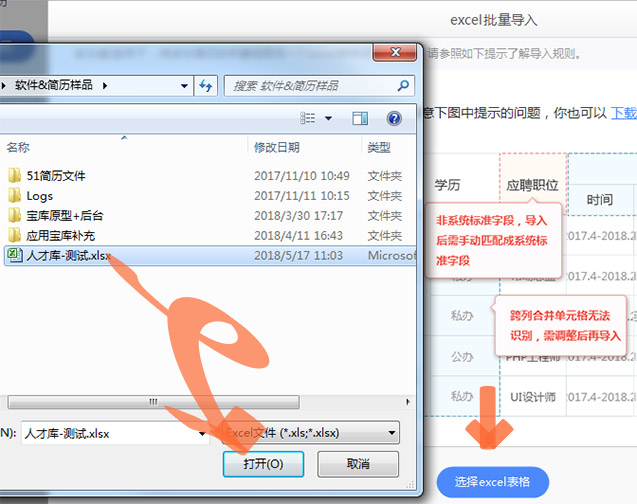 excel批量导入
请参照如下提示了解导入规则。
软件&简历样品
搜索 软件&简历样品
意下图中提示的问题，你也可以 下载
名称
修改日期
类型
51简历文件
2017/11/10 10:49
文件夹
Logs
2017/11/11 10:15
文件夹
宝库原型+后台
2018/3/30 17:17
文件夹
应用宝库补充
2018/4/11 16:43
文件夹
人才库-测试.xlsx
2018/5/17 11:03
Microsof
学历
应聘职位
时间
非系统标准字段，导入
后需手动匹配成系统标
准字段
017.4-2018.2
017.4-2018.2
私办
跨列合并单元格无法
识别，需调整后再导入
公办
PHP工程师
017.4-2018.2
私办
UI设计师
017.4-2018.2
N):
人才库-测试.xlsx
Excel文件 (*.xls;*.xlsx)
打开(O)
取消
选择excel表格